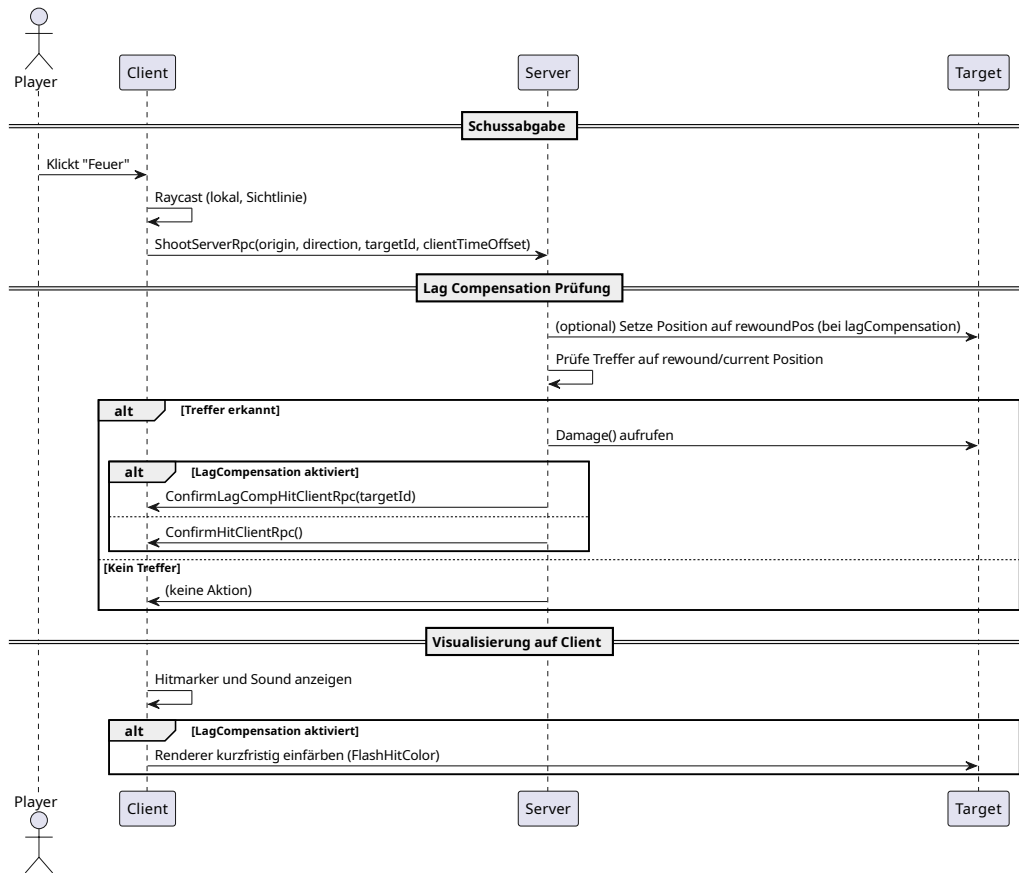 Player
Client
Server
Target
Schussabgabe
Klickt "Feuer"
Raycast (lokal, Sichtlinie)
ShootServerRpc(origin, direction, targetId, clientTimeOffset)
Lag Compensation Prüfung
(optional) Setze Position auf rewoundPos (bei lagCompensation)
Prüfe Treffer auf rewound/current Position
alt [Treffer erkannt]
Damage() aufrufen
alt [LagCompensation aktiviert]
ConfirmLagCompHitClientRpc(targetId)
ConfirmHitClientRpc()
[Kein Treffer]
(keine Aktion)
Visualisierung auf Client
Hitmarker und Sound anzeigen
alt [LagCompensation aktiviert]
Renderer kurzfristig einfärben (FlashHitColor)
Player
Client
Server
Target